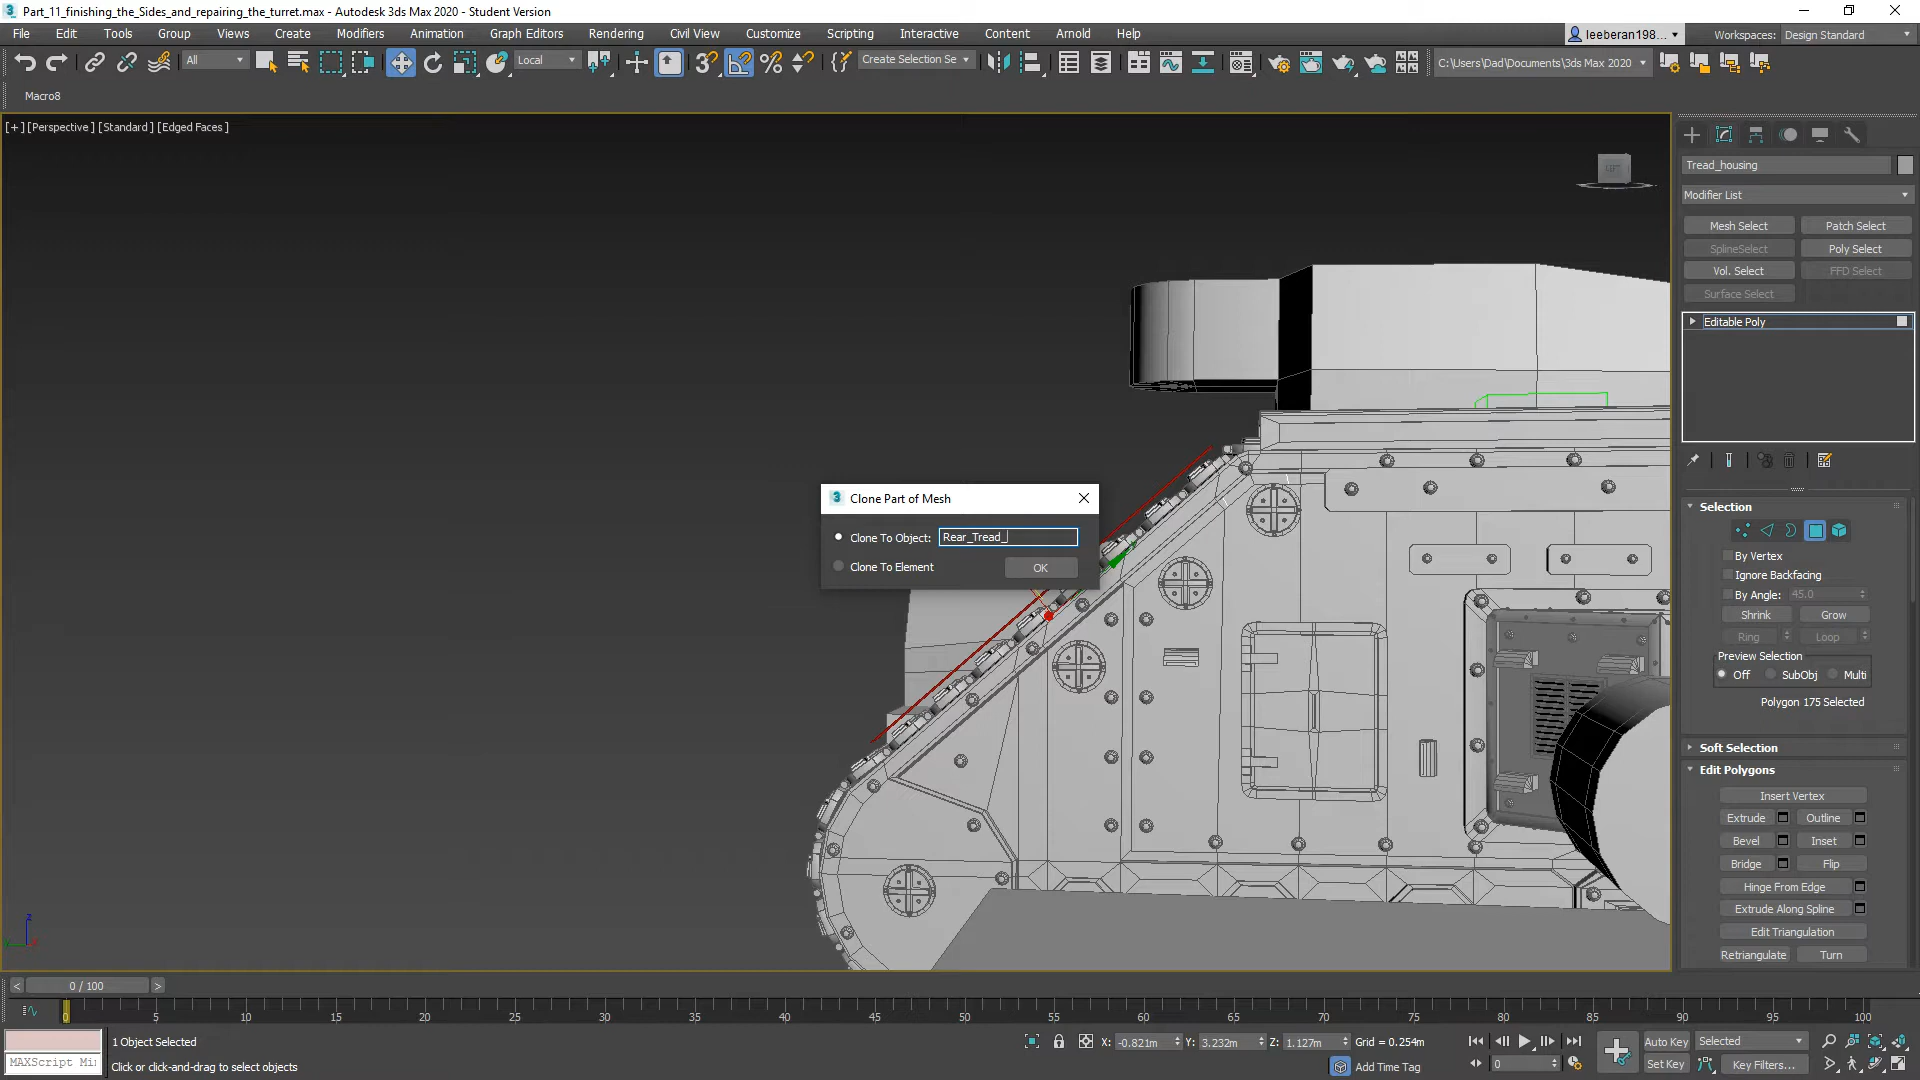 Part_11_finishing_the_Sides_and_repairing_the_turret.max - Autodesk 3ds Max 2020 - Student Version
File Edit Tools Group Views Create Modifiers Animation Graph Editors Rendering Civil View Customize Scripting Interactive Content Arnold Help
leeberan198...
Workspaces: Design Standard
All
Local
Create Selection Se
C:\Users\Dad\Documents\3ds Max 2020
Macro8
[+] [Perspective] [Standard] [Edged Faces]
Tread_housing
Modifier List
Mesh Select Patch Select
SplineSelect Poly Select
Vol. Select FFD Select
Surface Select
Editable Poly
Clone Part of Mesh
Clone To Object: Rear_Tread_
Clone To Element OK
Selection
By Vertex
Ignore Backfacing
By Angle: 45.0
Shrink Grow
Ring Loop
Preview Selection
Off SubObj Multi
Polygon 175 Selected
Soft Selection
Edit Polygons
Insert Vertex
Extrude Outline
Bevel Inset
Bridge Flip
Hinge From Edge
Extrude Along Spline
Edit Triangulation
Retriangulate Turn
z
< 0 / 100 >
0 5 10 15 20 25 30 35 40 45 50 55 60 65 70 75 80 85 90 95 100
1 Object Selected
X: -0.821m Y: 3.232m Z: 1.127m Grid = 0.254m
Auto Key Selected
MAXScript Mi
Click or click-and-drag to select objects
Add Time Tag
0
Set Key Key Filters...